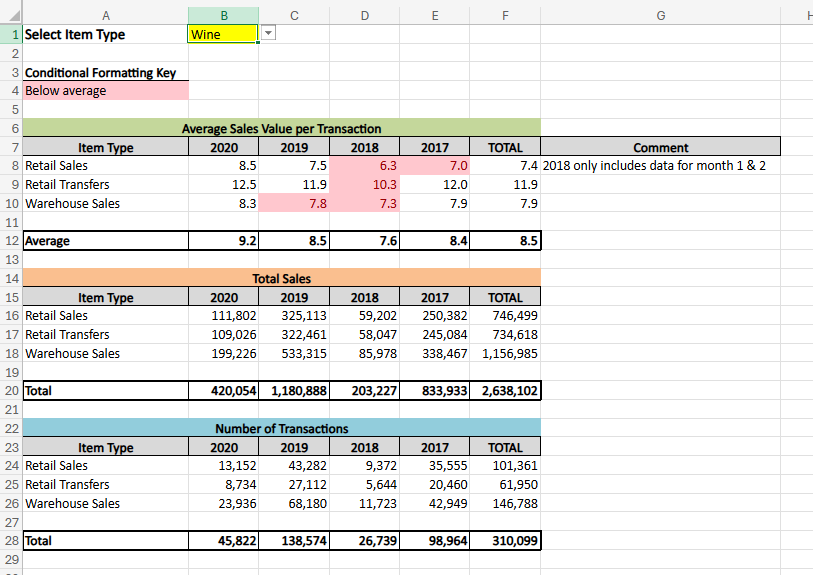 A B C D E F G H
1 Select Item Type Wine
2
3 Conditional Formatting Key
4 Below average
5
6 Average Sales Value per Transaction
7 Item Type 2020 2019 2018 2017 TOTAL Comment
8 Retail Sales 8.5 7.5 6.3 7.0 7.4 2018 only includes data for month 1 & 2
9 Retail Transfers 12.5 11.9 10.3 12.0 11.9
10 Warehouse Sales 8.3 7.8 7.3 7.9 7.9
11
12 Average 9.2 8.5 7.6 8.4 8.5
13
14 Total Sales
15 Item Type 2020 2019 2018 2017 TOTAL
16 Retail Sales 111,802 325,113 59,202 250,382 746,499
17 Retail Transfers 109,026 322,461 58,047 245,084 734,618
18 Warehouse Sales 199,226 533,315 85,978 338,467 1,156,985
19
20 Total 420,054 1,180,888 203,227 833,933 2,638,102
21
22 Number of Transactions
23 Item Type 2020 2019 2018 2017 TOTAL
24 Retail Sales 13,152 43,282 9,372 35,555 101,361
25 Retail Transfers 8,734 27,112 5,644 20,460 61,950
26 Warehouse Sales 23,936 68,180 11,723 42,949 146,788
27
28 Total 45,822 138,574 26,739 98,964 310,099
29